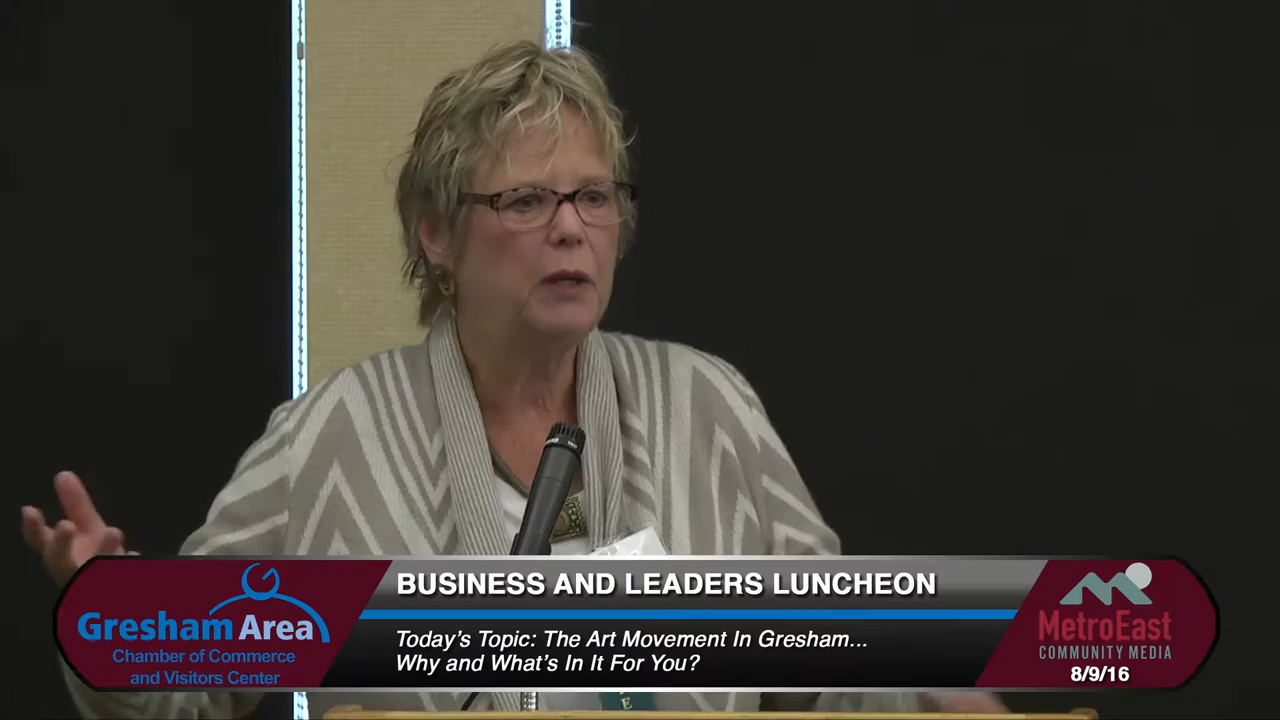 BUSINESS AND LEADERS LUNCHEON
Gresham Area
Chamber of Commerce
and Visitors Center
Today's Topic: The Art Movement In Gresham...
Why and What's In It For You?
MetroEast
COMMUNITY MEDIA
8/9/16
E